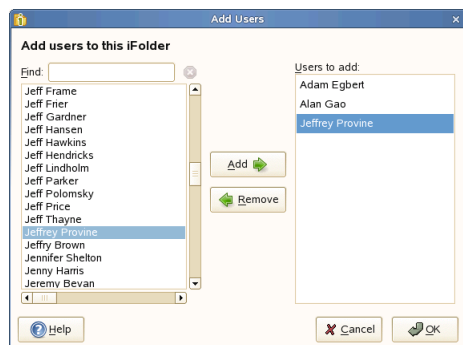 Add Users
Add users to this iFolder
Find:
Jeff Frame
Jeff Frier
Jeff Gardner
Jeff Hansen
Jeff Hawkins
Jeff Hendricks
Jeff Lindholm
Jeff Parker
Jeff Polomsky
Jeff Price
Jeff Thayne
Jeffrey Provine
Jeffry Brown
Jennifer Shelton
Jenny Harris
Jeremy Bevan
Add
Remove
Users to add:
Adam Egbert
Alan Gao
Jeffrey Provine
Help
Cancel
OK